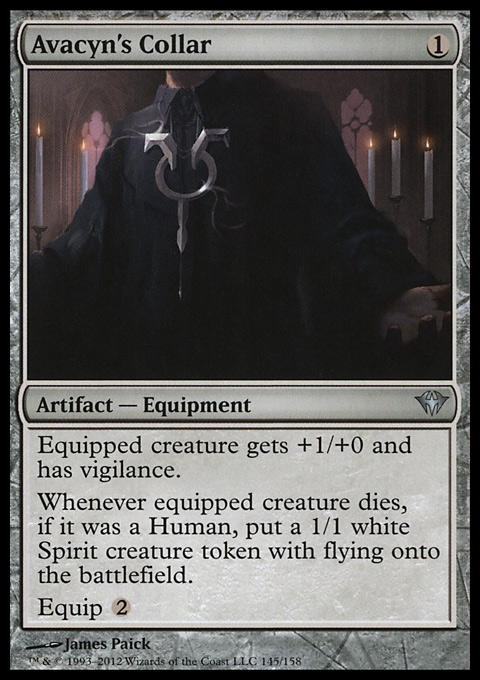 Avacyn's Collar 1
Artifact — Equipment
Equipped creature gets +1/+0 and
has vigilance.
Whenever equipped creature dies,
if it was a Human, put a 1/1 white
Spirit creature token with flying onto
the battlefield.
Equip 2
James Paick
™ & © 1993–2012 Wizards of the Coast LLC 145/158